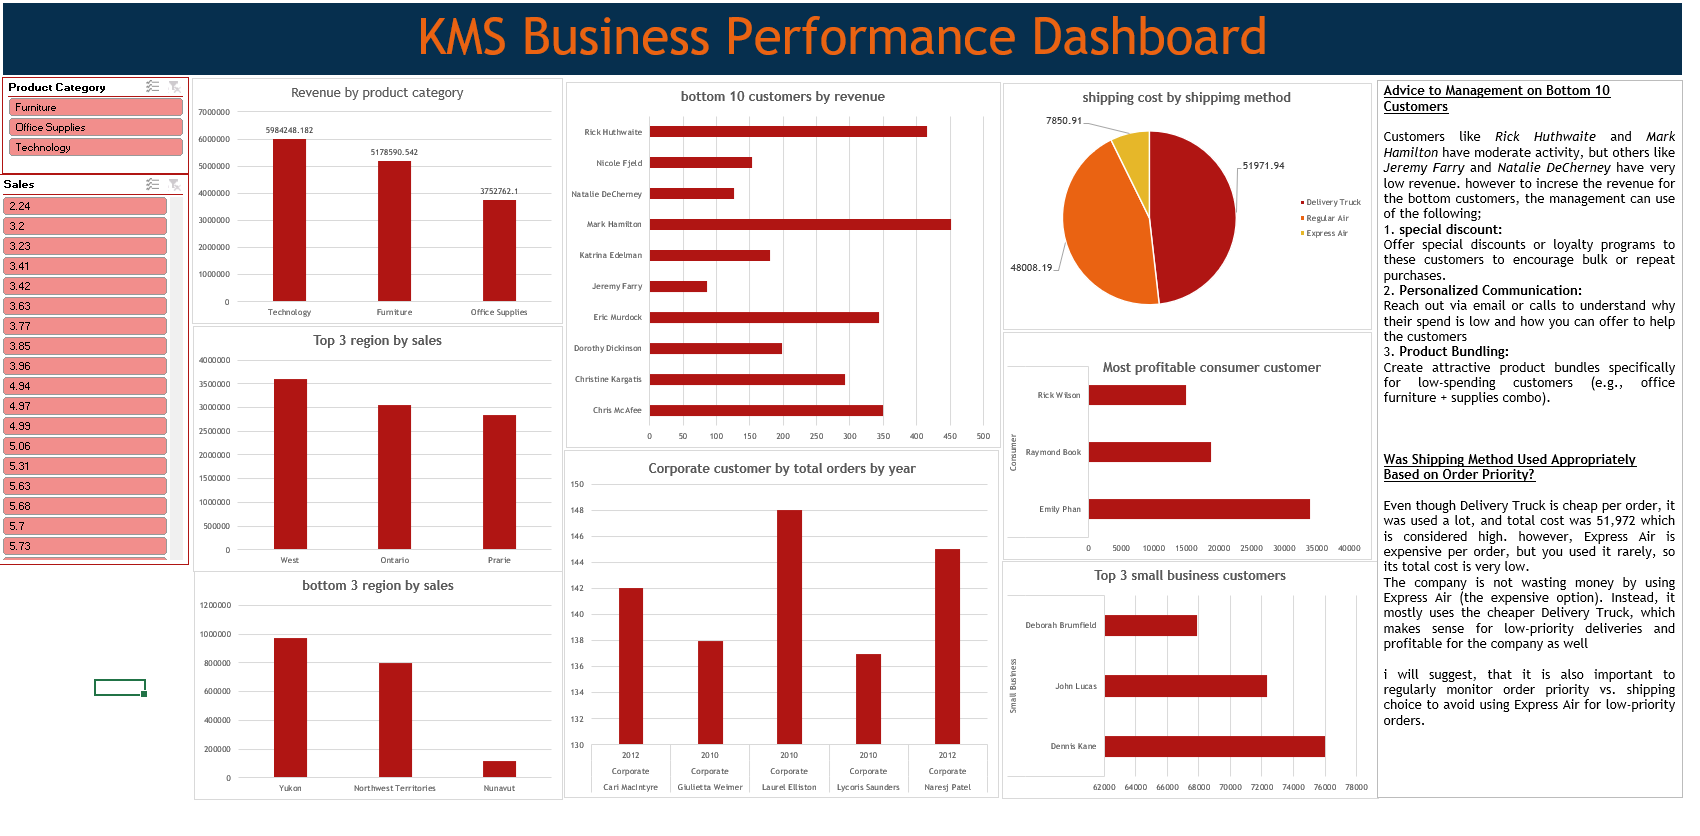 KMS Business Performance Dashboard
Product Category
Furniture
Office Supplies
Technology
Sales
2.24
3.2
3.23
3.41
3.42
3.63
3.77
3.85
3.96
4.94
4.97
4.99
5.06
5.31
5.63
5.68
5.7
5.73
Revenue by product category
7000000
6000000
5000000
4000000
3000000
2000000
1000000
0
5984248.182
5178590.542
3752762.1
Technology
Furniture
Office Supplies
Top 3 region by sales
4000000
3500000
3000000
2500000
2000000
1500000
1000000
500000
0
West
Ontario
Prarie
bottom 3 region by sales
1200000
1000000
800000
600000
400000
200000
0
Yukon
Northwest Territories
Nunavut
bottom 10 customers by revenue
Rick Huthwaite
Nicole Fjeld
Natalie DeCherney
Mark Hamilton
Katrina Edelman
Jeremy Farry
Eric Murdock
Dorothy Dickinson
Christine Kargatis
Chris McAfee
0 50 100 150 200 250 300 350 400 450 500
Corporate customer by total orders by year
150
148
146
144
142
140
138
136
134
132
130
2012 2010 2010 2010 2012
Corporate Corporate Corporate Corporate Corporate
Cari MacIntyre Giulietta Weimer Laurel Elliston Lycoris Saunders Naresj Patel
shipping cost by shippimg method
7850.91
51971.94
48008.19
Delivery Truck
Regular Air
Express Air
Most profitable consumer customer
Consumer
Rick Wilson
Raymond Book
Emily Phan
0 5000 10000 15000 20000 25000 30000 35000 40000
Top 3 small business customers
Small Business
Deborah Brumfield
John Lucas
Dennis Kane
62000 64000 66000 68000 70000 72000 74000 76000 78000
Advice to Management on Bottom 10
Customers
Customers like Rick Huthwaite and Mark
Hamilton have moderate activity, but others like
Jeremy Farry and Natalie DeCherney have very
low revenue. however to increse the revenue for
the bottom customers, the management can use
of the following;
1. special discount:
Offer special discounts or loyalty programs to
these customers to encourage bulk or repeat
purchases.
2. Personalized Communication:
Reach out via email or calls to understand why
their spend is low and how you can offer to help
the customers
3. Product Bundling:
Create attractive product bundles specifically
for low-spending customers (e.g., office
furniture + supplies combo).
Was Shipping Method Used Appropriately
Based on Order Priority?
Even though Delivery Truck is cheap per order, it
was used a lot, and total cost was 51,972 which
is considered high. however, Express Air is
expensive per order, but you used it rarely, so
its total cost is very low.
The company is not wasting money by using
Express Air (the expensive option). Instead, it
mostly uses the cheaper Delivery Truck, which
makes sense for low-priority deliveries and
profitable for the company as well
i will suggest, that it is also important to
regularly monitor order priority vs. shipping
choice to avoid using Express Air for low-priority
orders.